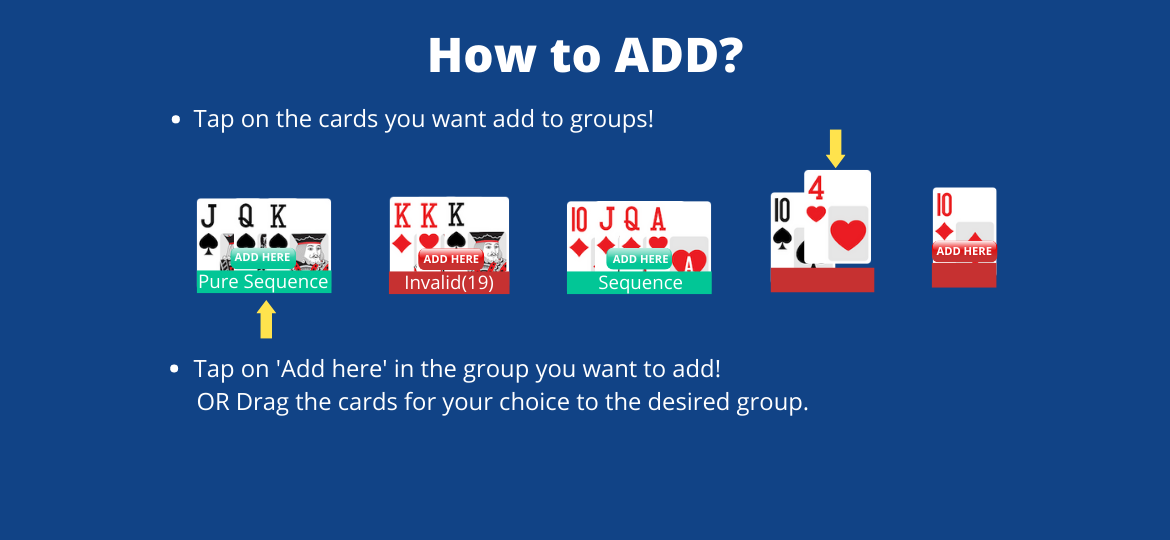 How to ADD?
• Tap on the cards you want add to groups!
J Q K
ADD HERE
Pure Sequence
K K K
ADD HERE
Invalid(19)
10 J Q A
A
ADD HERE
Sequence
10 4
10
ADD HERE
• Tap on 'Add here' in the group you want to add!
OR Drag the cards for your choice to the desired group.